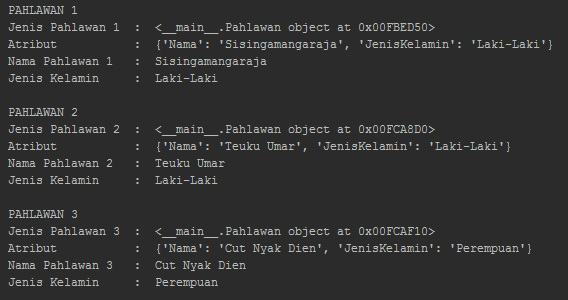 PAHLAWAN 1
Jenis Pahlawan 1  :  <__main__.Pahlawan object at 0x00FBED50>
Atribut           :  {'Nama': 'Sisingamangaraja', 'JenisKelamin': 'Laki-Laki'}
Nama Pahlawan 1   :  Sisingamangaraja
Jenis Kelamin     :  Laki-Laki

PAHLAWAN 2
Jenis Pahlawan 2  :  <__main__.Pahlawan object at 0x00FCA8D0>
Atribut           :  {'Nama': 'Teuku Umar', 'JenisKelamin': 'Laki-Laki'}
Nama Pahlawan 2   :  Teuku Umar
Jenis Kelamin     :  Laki-Laki

PAHLAWAN 3
Jenis Pahlawan 3  :  <__main__.Pahlawan object at 0x00FCAF10>
Atribut           :  {'Nama': 'Cut Nyak Dien', 'JenisKelamin': 'Perempuan'}
Nama Pahlawan 3   :  Cut Nyak Dien
Jenis Kelamin     :  Perempuan